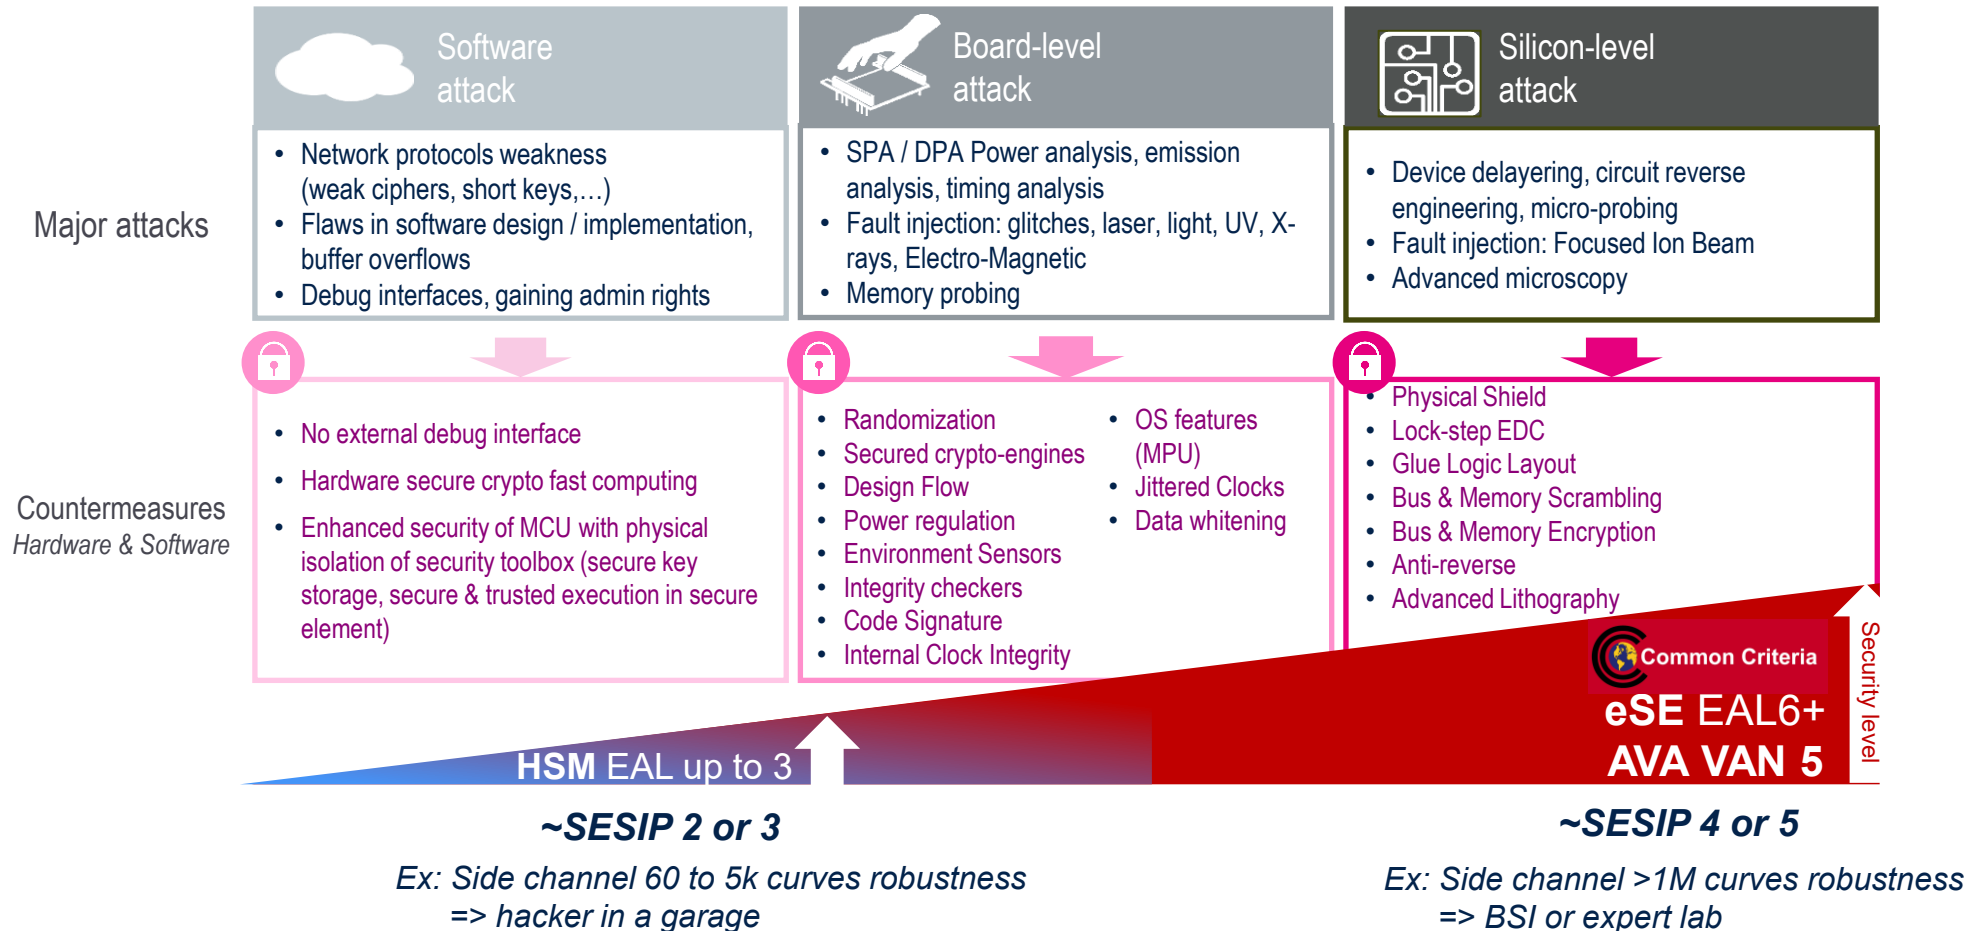 Software
attack
Board-level
attack
Silicon-level
attack
Major attacks
• Network protocols weakness
(weak ciphers, short keys,…)
• Flaws in software design / implementation,
buffer overflows
• Debug interfaces, gaining admin rights
• SPA / DPA Power analysis, emission
analysis, timing analysis
• Fault injection: glitches, laser, light, UV, X-
rays, Electro-Magnetic
• Memory probing
• Device delayering, circuit reverse
engineering, micro-probing
• Fault injection: Focused Ion Beam
• Advanced microscopy
Countermeasures
Hardware & Software
• No external debug interface
• Hardware secure crypto fast computing
• Enhanced security of MCU with physical
isolation of security toolbox (secure key
storage, secure & trusted execution in secure
element)
• Randomization
• Secured crypto-engines
• Design Flow
• Power regulation
• Environment Sensors
• Integrity checkers
• Code Signature
• Internal Clock Integrity
• OS features
(MPU)
• Jittered Clocks
• Data whitening
• Physical Shield
• Lock-step EDC
• Glue Logic Layout
• Bus & Memory Scrambling
• Bus & Memory Encryption
• Anti-reverse
• Advanced Lithography
Common Criteria
eSE EAL6+
AVA VAN 5
Security level
HSM EAL up to 3
~SESIP 2 or 3
Ex: Side channel 60 to 5k curves robustness
=> hacker in a garage
~SESIP 4 or 5
Ex: Side channel >1M curves robustness
=> BSI or expert lab